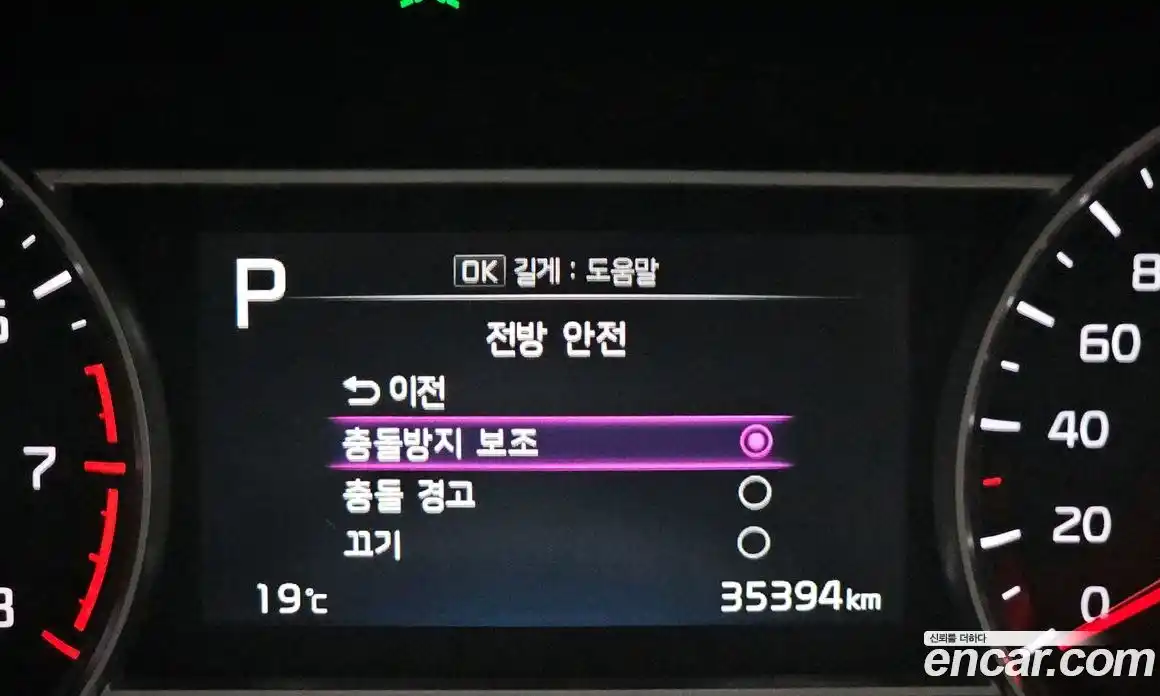 P
OK 길게 : 도움말
전방 안전
이전
충돌방지 보조
충돌 경고
끄기
19℃
35394km
7
8
60
40
20
0
신뢰를 더하다
encar.com